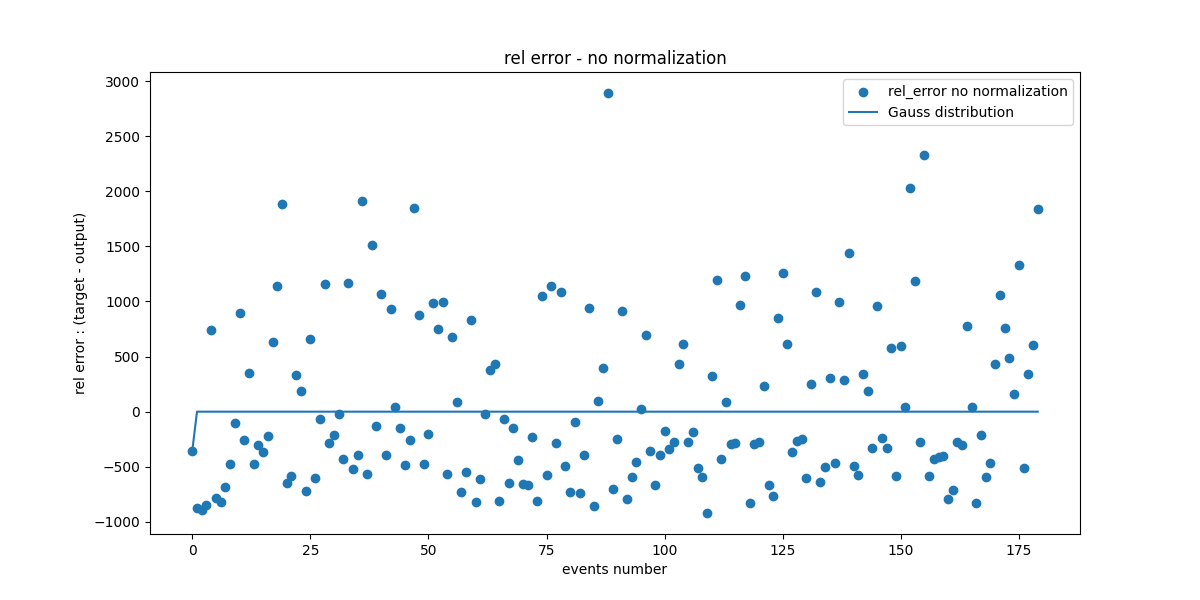 rel error - no normalization
rel_error no normalization
Gauss distribution
rel error : (target - output)
3000
2500
2000
1500
1000
500
0
−500
−1000
0 25 50 75 100 125 150 175
events number